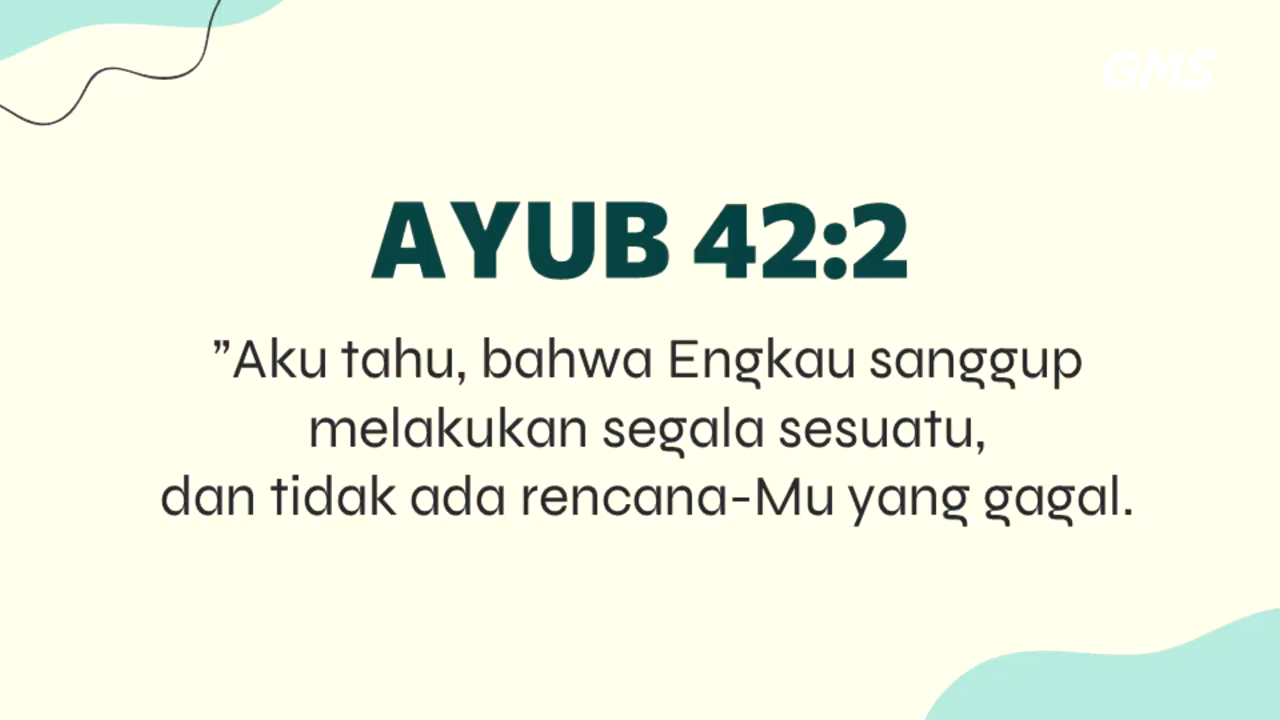 GMS
AYUB 42:2
”Aku tahu, bahwa Engkau sanggup
melakukan segala sesuatu,
dan tidak ada rencana-Mu yang gagal.